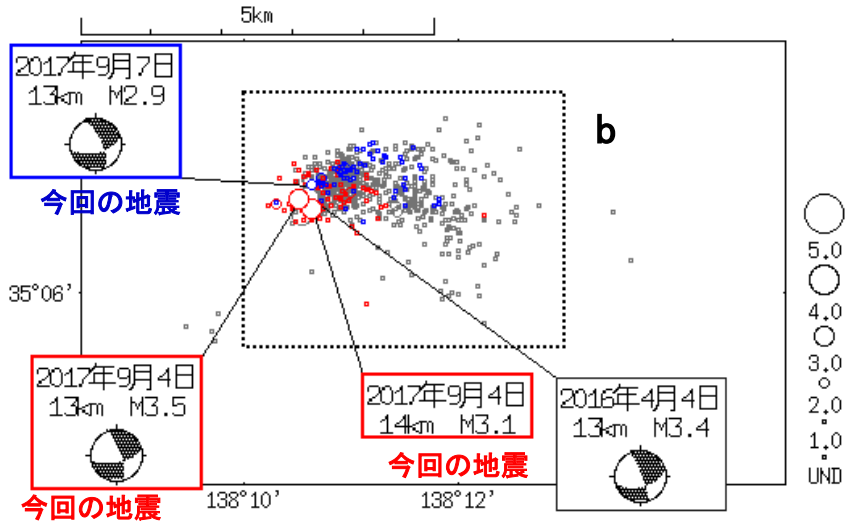 5km
2017年9月7日
13km M2.9
今回の地震
b
35°06'
5.0
4.0
3.0
2.0
1.0
UND
2017年9月4日
13km M3.5
今回の地震
2017年9月4日
14km M3.1
今回の地震
2016年4月4日
13km M3.4
138°10'
138°12'